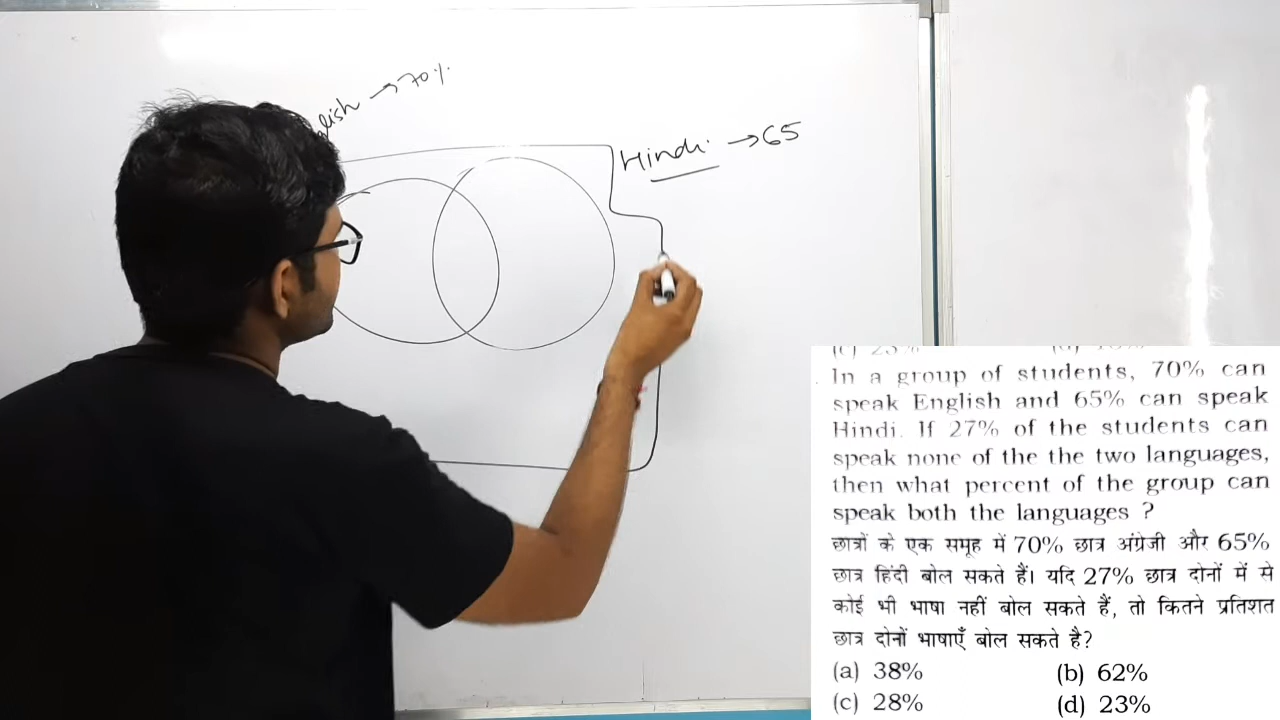 glish → 70%
Hindi → 65
In a group of students, 70% can
speak English and 65% can speak
Hindi. If 27% of the students can
speak none of the the two languages,
then what percent of the group can
speak both the languages ?
छात्रों के एक समूह में 70% छात्र अंग्रेजी और 65%
छात्र हिंदी बोल सकते हैं। यदि 27% छात्र दोनों में से
कोई भी भाषा नहीं बोल सकते हैं, तो कितने प्रतिशत
छात्र दोनों भाषाएँ बोल सकते है?
(a) 38% (b) 62%
(c) 28% (d) 23%